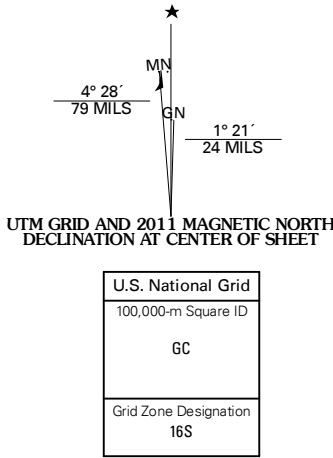 MN
4° 28´
79 MILS
GN
1° 21´
24 MILS
UTM GRID AND 2011 MAGNETIC NORTH
DECLINATION AT CENTER OF SHEET
U.S. National Grid
100,000-m Square ID
GC
Grid Zone Designation
16S